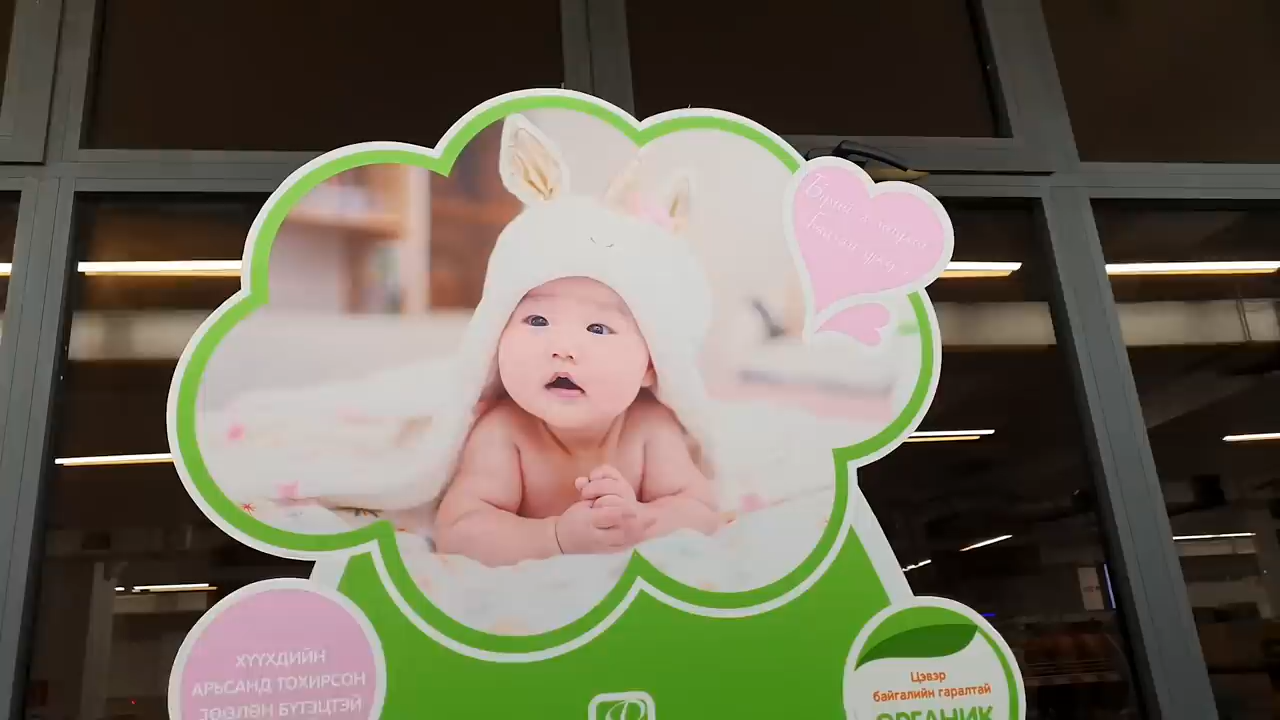 ХҮҮХДИЙН
АРЬСАНД ТОХИРСОН
ЗӨӨЛӨН БҮТЭЦТЭЙ
Цэвэр
байгалийн гаралтай
ОРГАНИК